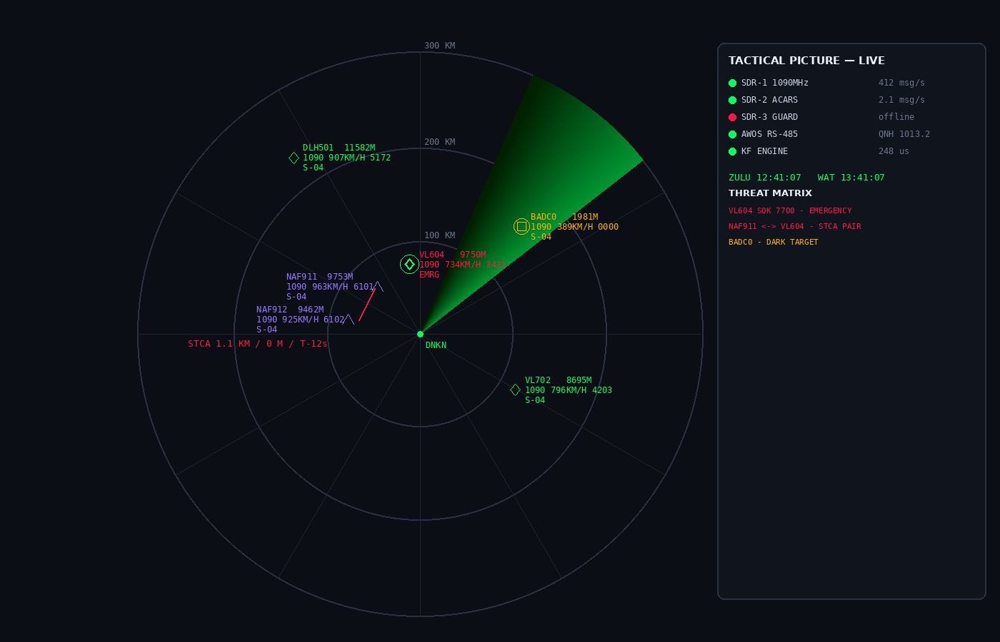 300 KM
200 KM
100 KM
DLH501  11582M
1090 907KM/H 5172
S-04
BADC0   1981M
1090 389KM/H 0000
S-04
VL604   9750M
1090 734KM/H 3421
EMRG
NAF911  9753M
1090 963KM/H 6101
S-04
NAF912  9462M
1090 925KM/H 6102
S-04
STCA 1.1 KM / 0 M / T-12s
DNKN
VL702   8695M
1090 796KM/H 4203
S-04
TACTICAL PICTURE — LIVE
SDR-1 1090MHz 412 msg/s
SDR-2 ACARS 2.1 msg/s
SDR-3 GUARD offline
AWOS RS-485 QNH 1013.2
KF ENGINE 248 us
ZULU 12:41:07   WAT 13:41:07
THREAT MATRIX
VL604 SQK 7700 - EMERGENCY
NAF911 <-> VL604 - STCA PAIR
BADC0 - DARK TARGET